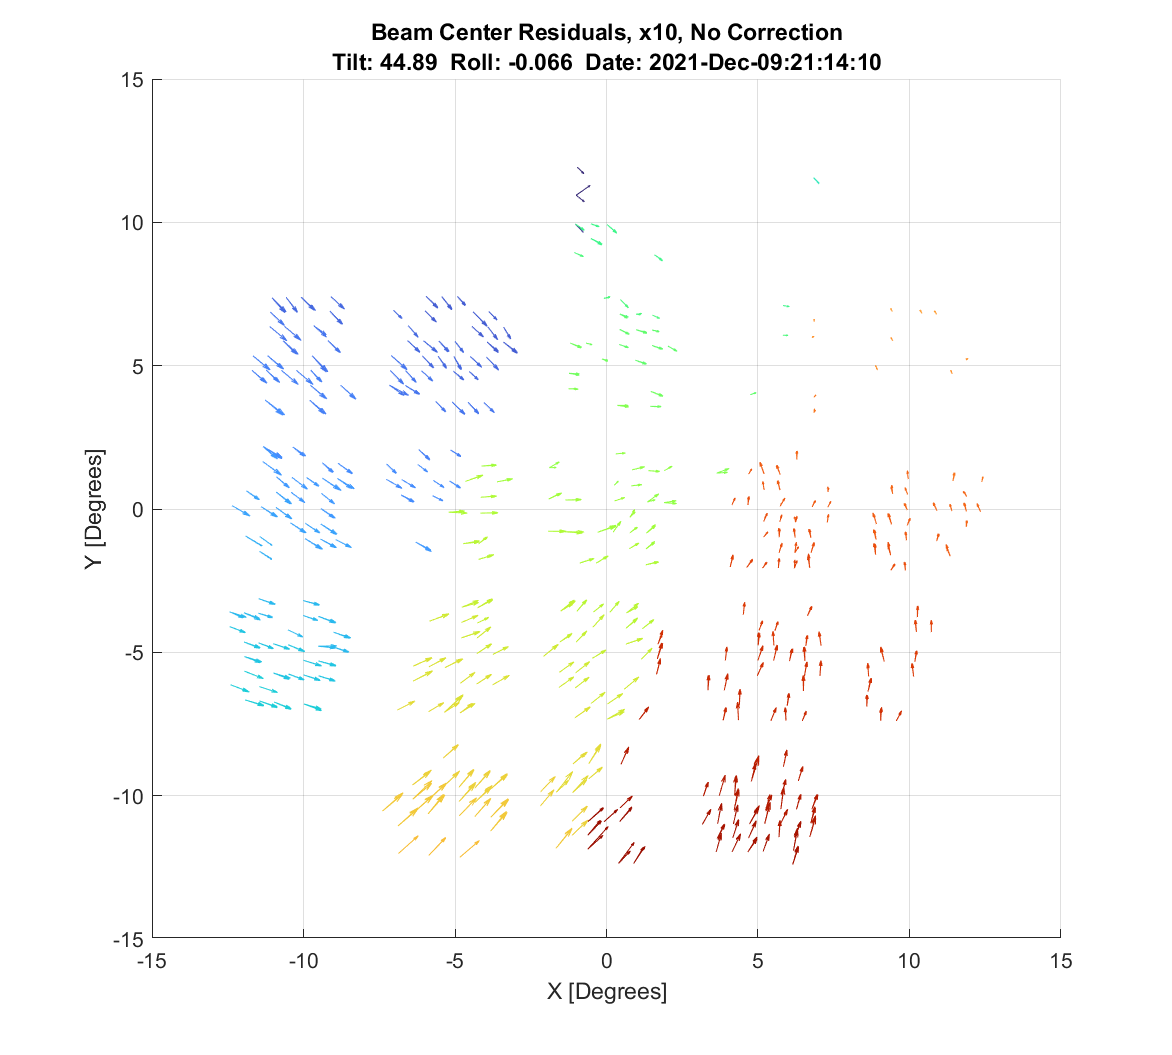 Beam Center Residuals, x10, No Correction
Tilt: 44.89 Roll: -0.066 Date: 2021-Dec-09:21:14:10
15
10
5
0
-5
-10
-15
Y [Degrees]
-15 -10 -5 0 5 10 15
X [Degrees]